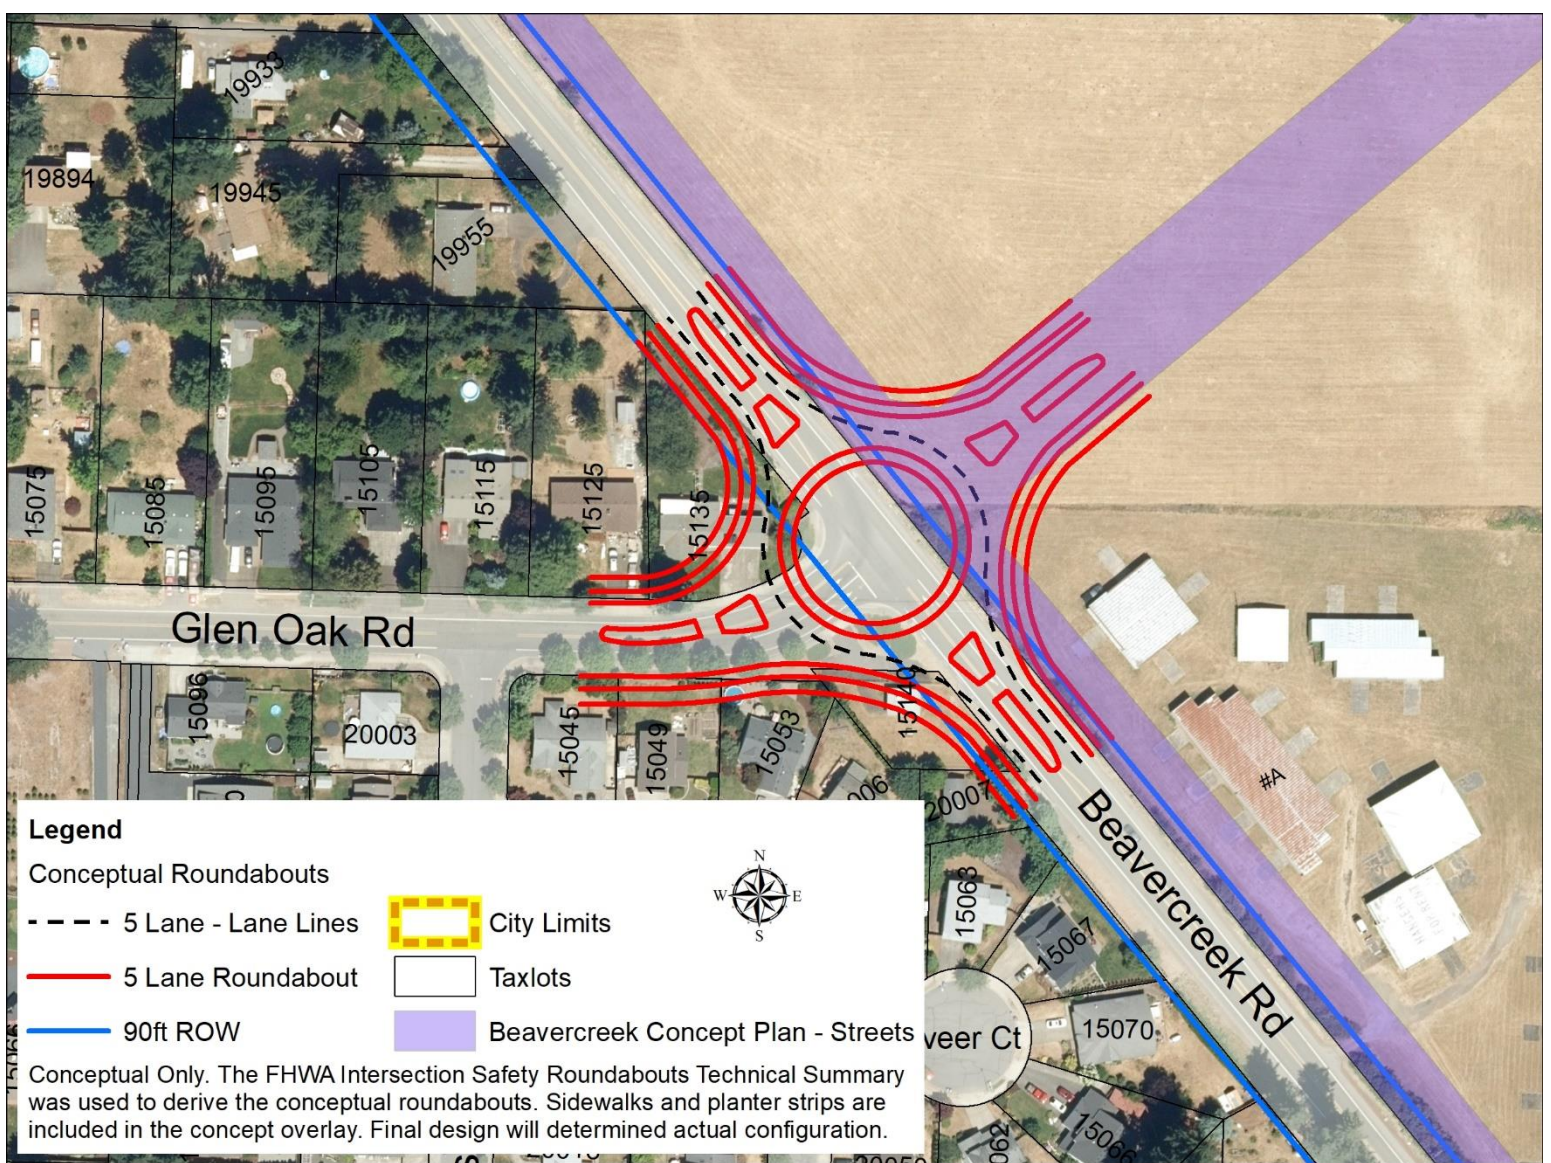 19933
19894
19945
19955
15075
15085
15095
15105
15115
15125
15135
Glen Oak Rd
15096
20003
15045
15049
15053
15140
20007
#A
Beavercreek Rd
15063
15067
15070
15066
veer Ct
Legend
Conceptual Roundabouts
5 Lane - Lane Lines
City Limits
5 Lane Roundabout
Taxlots
90ft ROW
Beavercreek Concept Plan - Streets
N
W
E
S
Conceptual Only. The FHWA Intersection Safety Roundabouts Technical Summary
was used to derive the conceptual roundabouts. Sidewalks and planter strips are
included in the concept overlay. Final design will determined actual configuration.